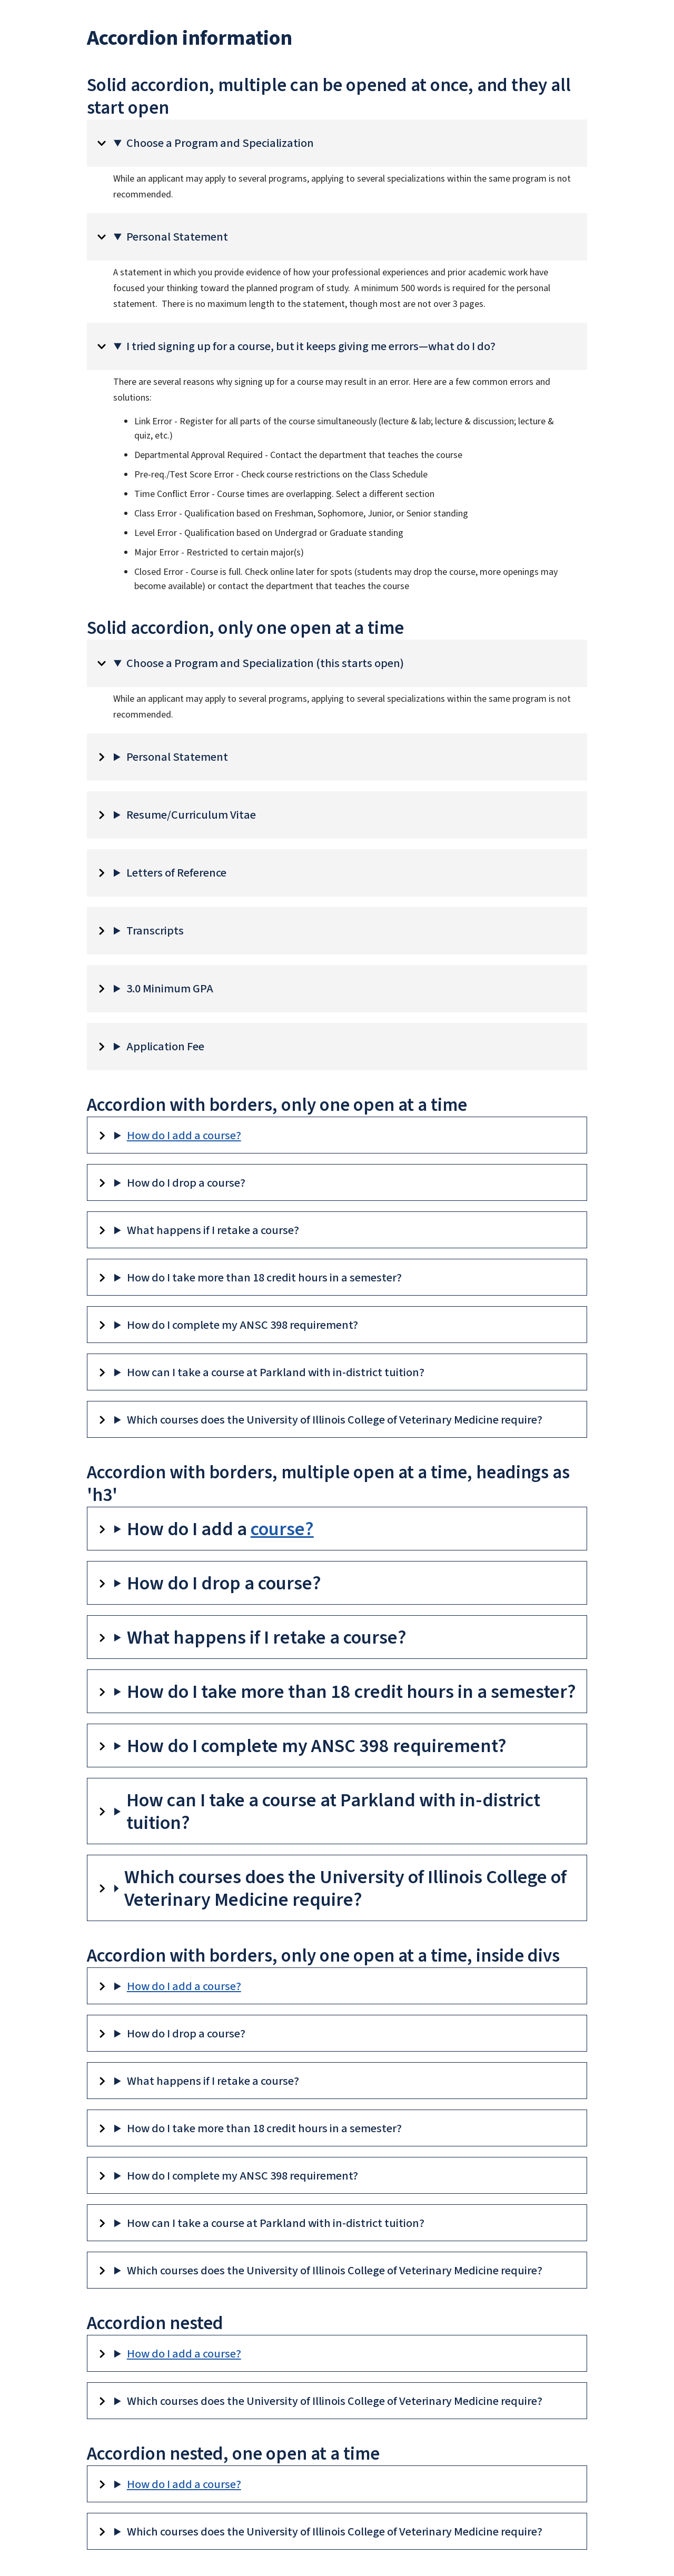 Accordion information
Solid accordion, multiple can be opened at once, and they all
start open
Choose a Program and Specialization
While an applicant may apply to several programs, applying to several specializations within the same program is not
recommended.
Personal Statement
A statement in which you provide evidence of how your professional experiences and prior academic work have
focused your thinking toward the planned program of study.  A minimum 500 words is required for the personal
statement.  There is no maximum length to the statement, though most are not over 3 pages.
I tried signing up for a course, but it keeps giving me errors—what do I do?
There are several reasons why signing up for a course may result in an error. Here are a few common errors and
solutions:
• Link Error - Register for all parts of the course simultaneously (lecture & lab; lecture & discussion; lecture &
quiz, etc.)
• Departmental Approval Required - Contact the department that teaches the course
• Pre-req./Test Score Error - Check course restrictions on the Class Schedule
• Time Conflict Error - Course times are overlapping. Select a different section
• Class Error - Qualification based on Freshman, Sophomore, Junior, or Senior standing
• Level Error - Qualification based on Undergrad or Graduate standing
• Major Error - Restricted to certain major(s)
• Closed Error - Course is full. Check online later for spots (students may drop the course, more openings may
become available) or contact the department that teaches the course
Solid accordion, only one open at a time
Choose a Program and Specialization (this starts open)
While an applicant may apply to several programs, applying to several specializations within the same program is not
recommended.
Personal Statement
Resume/Curriculum Vitae
Letters of Reference
Transcripts
3.0 Minimum GPA
Application Fee
Accordion with borders, only one open at a time
How do I add a course?
How do I drop a course?
What happens if I retake a course?
How do I take more than 18 credit hours in a semester?
How do I complete my ANSC 398 requirement?
How can I take a course at Parkland with in-district tuition?
Which courses does the University of Illinois College of Veterinary Medicine require?
Accordion with borders, multiple open at a time, headings as
'h3'
How do I add a course?
How do I drop a course?
What happens if I retake a course?
How do I take more than 18 credit hours in a semester?
How do I complete my ANSC 398 requirement?
How can I take a course at Parkland with in-district
tuition?
Which courses does the University of Illinois College of
Veterinary Medicine require?
Accordion with borders, only one open at a time, inside divs
How do I add a course?
How do I drop a course?
What happens if I retake a course?
How do I take more than 18 credit hours in a semester?
How do I complete my ANSC 398 requirement?
How can I take a course at Parkland with in-district tuition?
Which courses does the University of Illinois College of Veterinary Medicine require?
Accordion nested
How do I add a course?
Which courses does the University of Illinois College of Veterinary Medicine require?
Accordion nested, one open at a time
How do I add a course?
Which courses does the University of Illinois College of Veterinary Medicine require?